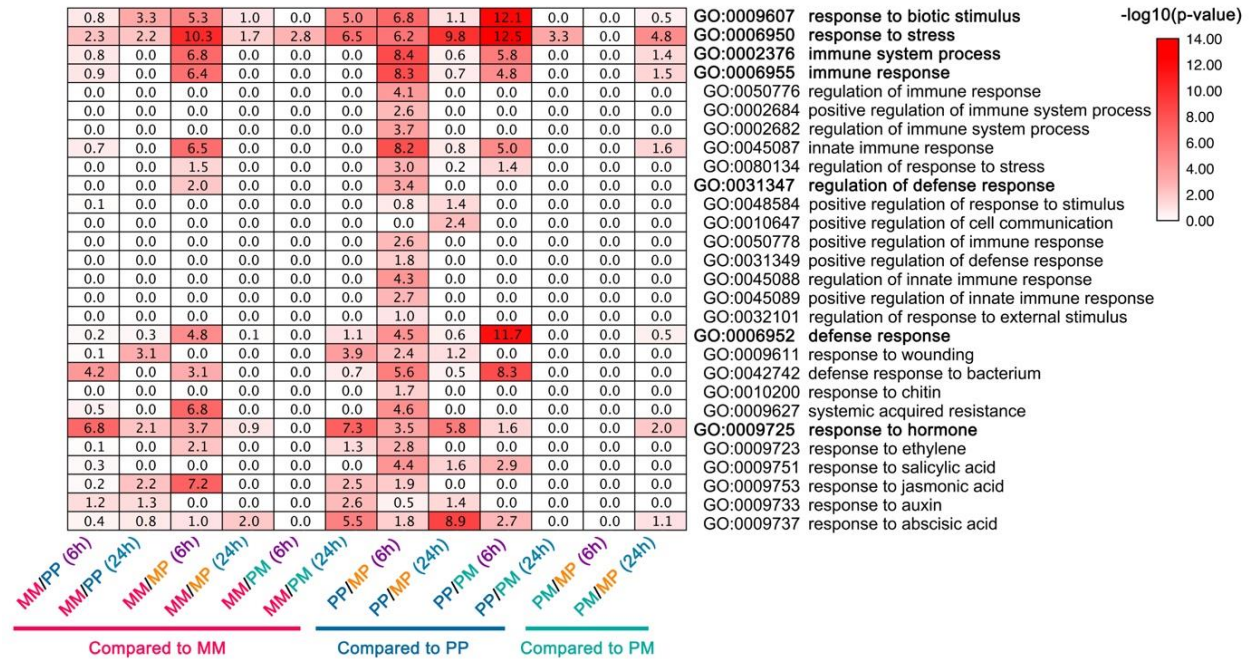 0.8 3.3 5.3 1.0 0.0 5.0 6.8 1.1 12.1 0.0 0.0 0.5 GO:0009607 response to biotic stimulus
2.3 2.2 10.3 1.7 2.8 6.5 6.2 9.8 12.5 3.3 0.0 4.8 GO:0006950 response to stress
0.8 0.0 6.8 0.0 0.0 0.0 8.4 0.6 5.8 0.0 0.0 1.4 GO:0002376 immune system process
0.9 0.0 6.4 0.0 0.0 0.0 8.3 0.7 4.8 0.0 0.0 1.5 GO:0006955 immune response
0.0 0.0 0.0 0.0 0.0 0.0 4.1 0.0 0.0 0.0 0.0 0.0 GO:0050776 regulation of immune response
0.0 0.0 0.0 0.0 0.0 0.0 2.6 0.0 0.0 0.0 0.0 0.0 GO:0002684 positive regulation of immune system process
0.0 0.0 0.0 0.0 0.0 0.0 3.7 0.0 0.0 0.0 0.0 0.0 GO:0002682 regulation of immune system process
0.7 0.0 6.5 0.0 0.0 0.0 8.2 0.8 5.0 0.0 0.0 1.6 GO:0045087 innate immune response
0.0 0.0 1.5 0.0 0.0 0.0 3.0 0.2 1.4 0.0 0.0 0.0 GO:0080134 regulation of response to stress
0.0 0.0 2.0 0.0 0.0 0.0 3.4 0.0 0.0 0.0 0.0 0.0 GO:0031347 regulation of defense response
0.1 0.0 0.0 0.0 0.0 0.0 0.8 1.4 0.0 0.0 0.0 0.0 GO:0048584 positive regulation of response to stimulus
0.0 0.0 0.0 0.0 0.0 0.0 0.0 2.4 0.0 0.0 0.0 0.0 GO:0010647 positive regulation of cell communication
0.0 0.0 0.0 0.0 0.0 0.0 2.6 0.0 0.0 0.0 0.0 0.0 GO:0050778 positive regulation of immune response
0.0 0.0 0.0 0.0 0.0 0.0 1.8 0.0 0.0 0.0 0.0 0.0 GO:0031349 positive regulation of defense response
0.0 0.0 0.0 0.0 0.0 0.0 4.3 0.0 0.0 0.0 0.0 0.0 GO:0045088 regulation of innate immune response
0.0 0.0 0.0 0.0 0.0 0.0 2.7 0.0 0.0 0.0 0.0 0.0 GO:0045089 positive regulation of innate immune response
0.0 0.0 0.0 0.0 0.0 0.0 1.0 0.0 0.0 0.0 0.0 0.0 GO:0032101 regulation of response to external stimulus
0.2 0.3 4.8 0.1 0.0 1.1 4.5 0.6 11.7 0.0 0.0 0.5 GO:0006952 defense response
0.1 3.1 0.0 0.0 0.0 3.9 2.4 1.2 0.0 0.0 0.0 0.0 GO:0009611 response to wounding
4.2 0.0 3.1 0.0 0.0 0.7 5.6 0.5 8.3 0.0 0.0 0.0 GO:0042742 defense response to bacterium
0.0 0.0 0.0 0.0 0.0 0.0 1.7 0.0 0.0 0.0 0.0 0.0 GO:0010200 response to chitin
0.5 0.0 6.8 0.0 0.0 0.0 4.6 0.0 0.0 0.0 0.0 0.0 GO:0009627 systemic acquired resistance
6.8 2.1 3.7 0.9 0.0 7.3 3.5 5.8 1.6 0.0 0.0 2.0 GO:0009725 response to hormone
0.1 0.0 2.1 0.0 0.0 1.3 2.8 0.0 0.0 0.0 0.0 0.0 GO:0009723 response to ethylene
0.3 0.0 0.0 0.0 0.0 0.0 4.4 1.6 2.9 0.0 0.0 0.0 GO:0009751 response to salicylic acid
0.2 2.2 7.2 0.0 0.0 2.5 1.9 0.0 0.0 0.0 0.0 0.0 GO:0009753 response to jasmonic acid
1.2 1.3 0.0 0.0 0.0 2.6 0.5 1.4 0.0 0.0 0.0 0.0 GO:0009733 response to auxin
0.4 0.8 1.0 2.0 0.0 5.5 1.8 8.9 2.7 0.0 0.0 1.1 GO:0009737 response to abscisic acid
MM/PP (6h)
MM/PP (24h)
MM/MP (6h)
MM/MP (24h)
MM/PM (6h)
MM/PM (24h)
PP/MP (6h)
PP/MP (24h)
PP/PM (6h)
PP/PM (24h)
PM/MP (6h)
PM/MP (24h)
Compared to MM
Compared to PP
Compared to PM
-log10(p-value)
14.00
12.00
10.00
8.00
6.00
4.00
2.00
0.00